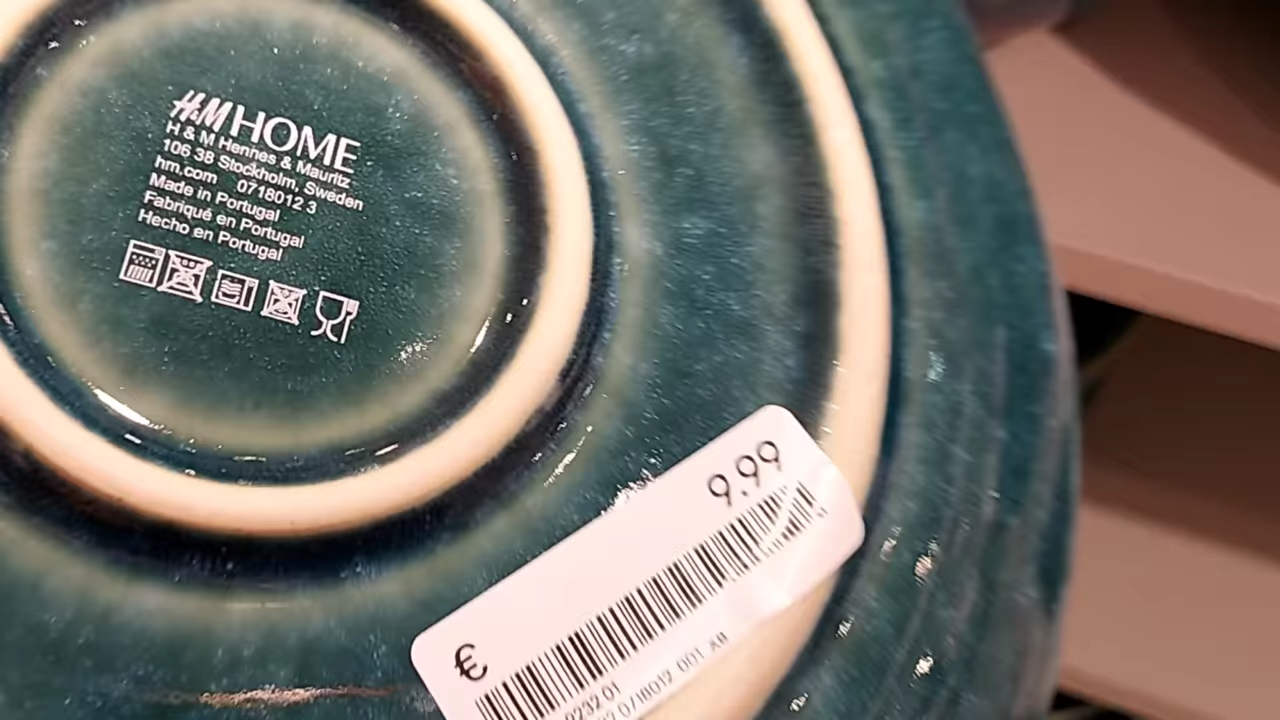 H&M HOME
H & M Hennes & Mauritz
106 38 Stockholm, Sweden
hm.com 0718012 3
Made in Portugal
Fabriqué en Portugal
Hecho en Portugal
9.99
€